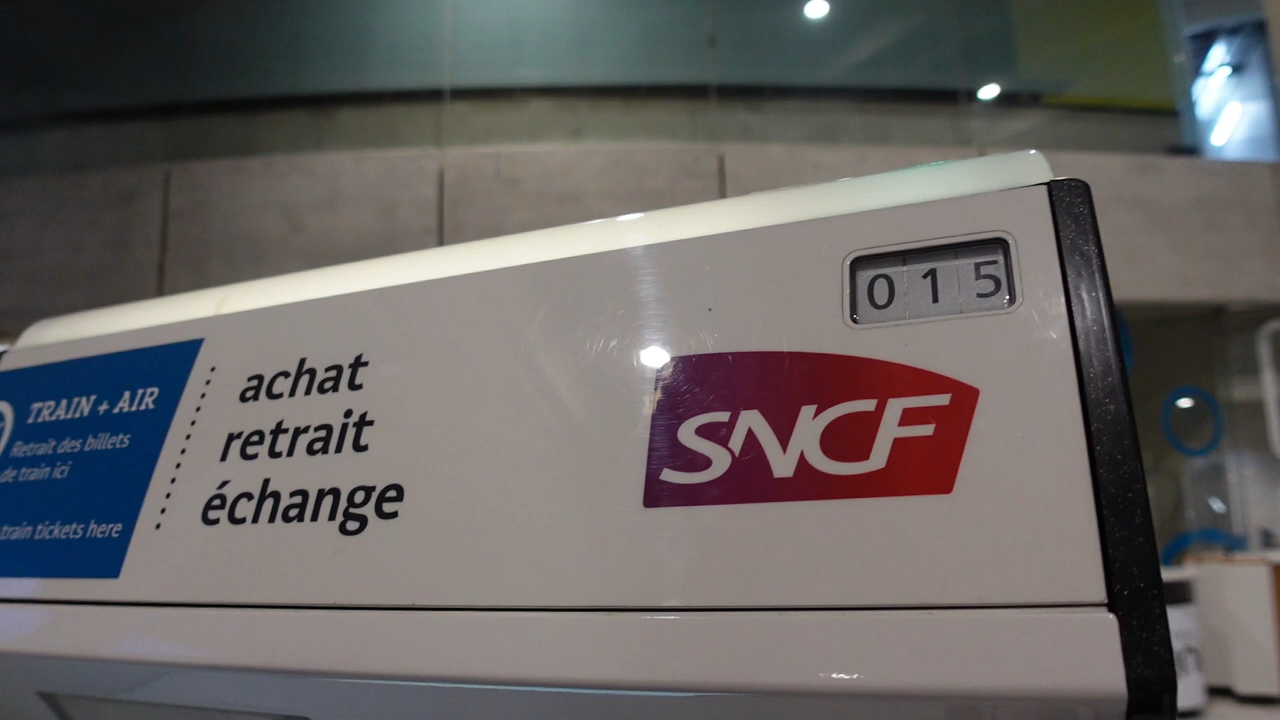 TRAIN + AIR
Retrait des billets
de train ici
train tickets here
achat
retrait
échange
015
SNCF